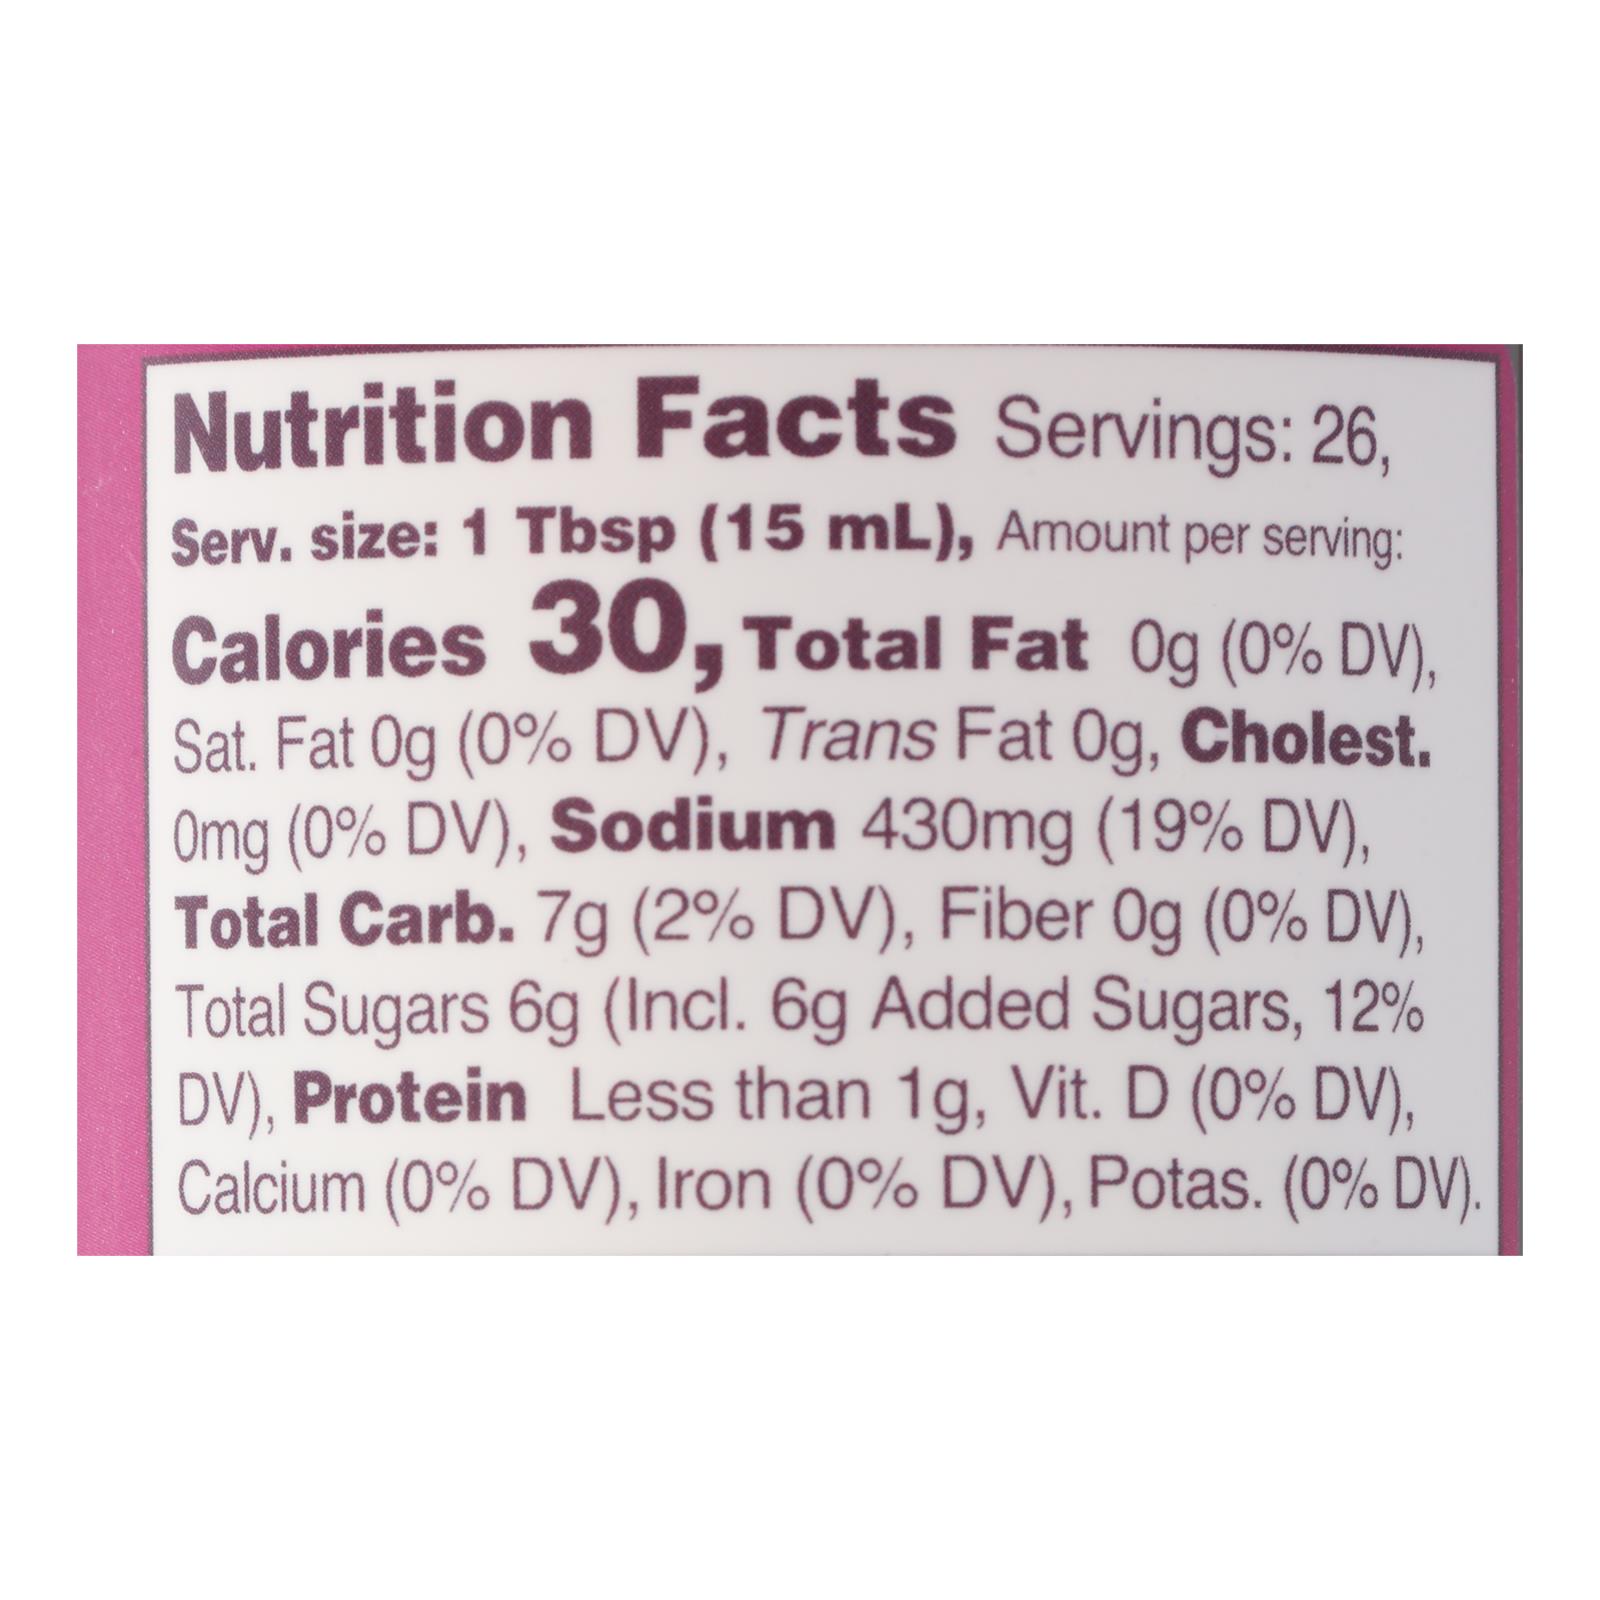 Nutrition Facts Servings: 26,
Serv. size: 1 Tbsp (15 mL), Amount per serving:
Calories 30, Total Fat 0g (0% DV),
Sat. Fat 0g (0% DV), Trans Fat 0g, Cholest.
0mg (0% DV), Sodium 430mg (19% DV),
Total Carb. 7g (2% DV), Fiber 0g (0% DV),
Total Sugars 6g (Incl. 6g Added Sugars, 12%
DV), Protein Less than 1g, Vit. D (0% DV),
Calcium (0% DV), Iron (0% DV), Potas. (0% DV).